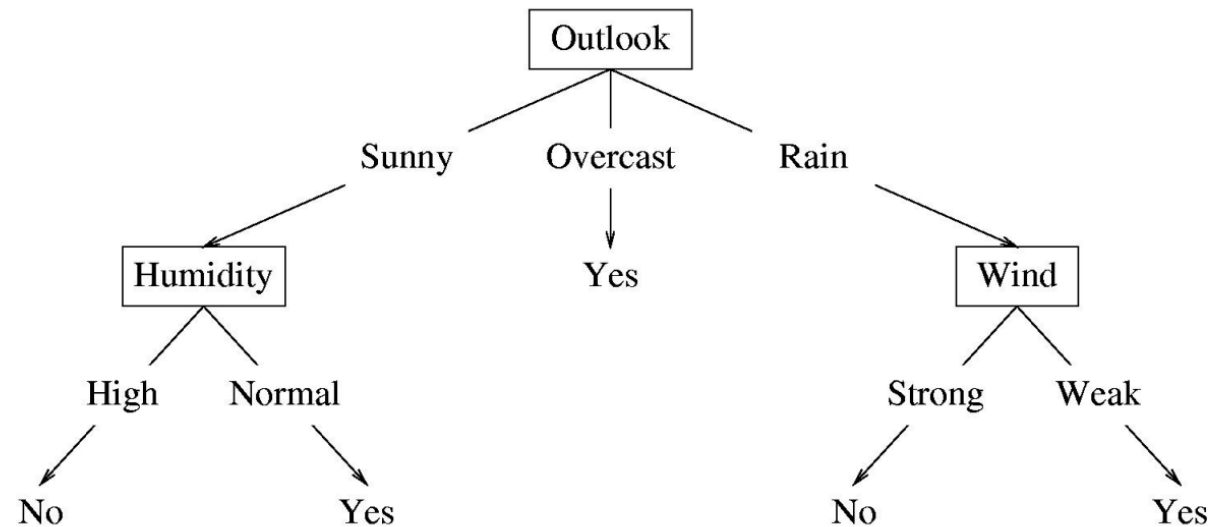 Outlook
Sunny Overcast Rain
Humidity Yes Wind
High Normal Strong Weak
No Yes No Yes